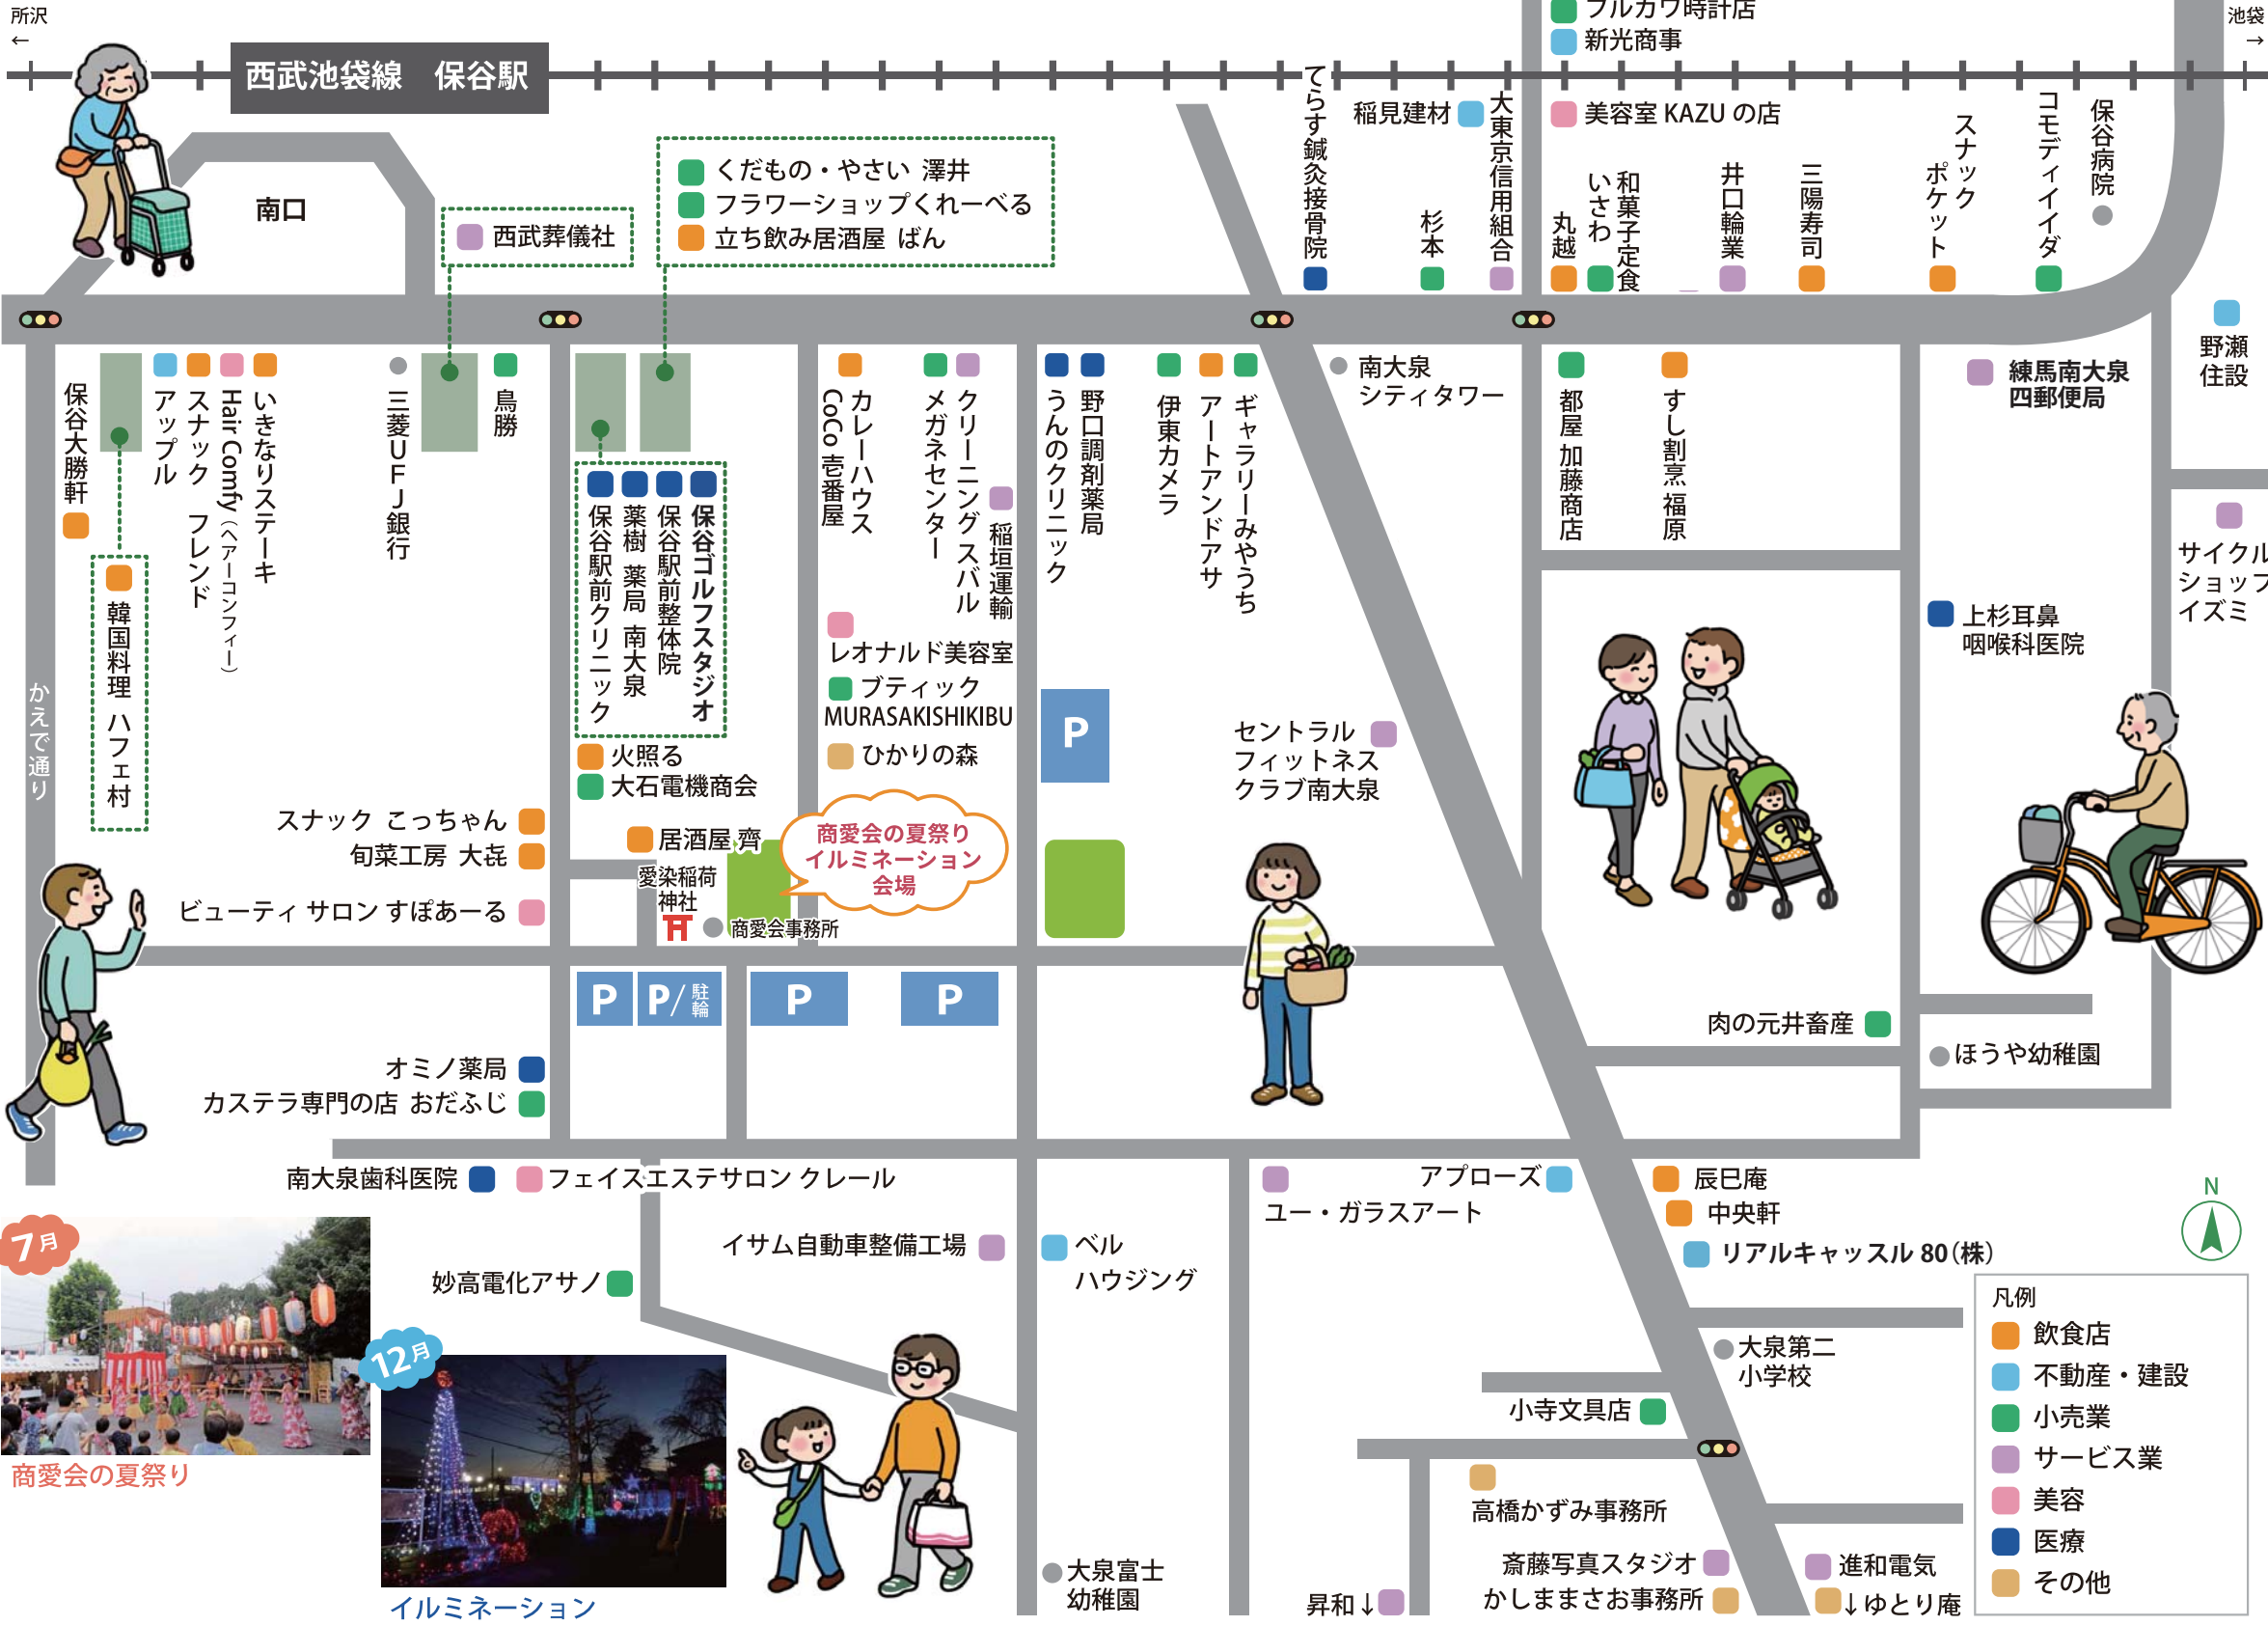 所沢
←
西武池袋線 保谷駅
南口
フルカワ時計店
新光商事
池袋
→
西武葬儀社
くだもの・やさい 澤井
フラワーショップくれーべる
立ち飲み居酒屋 ばん
てらす鍼灸接骨院
稲見建材
杉本
大東京信用組合
美容室 KAZU の店
丸越
和菓子定食
いさわ
井口輪業
三陽寿司
スナック
ポケット
コモディイイダ
保谷病院
保谷大勝軒
韓国料理 ハフェ村
アップル
スナック フレンド
Hair Comfy(ヘアーコンフィー)
いきなりステーキ
三菱UFJ銀行
鳥勝
保谷駅前クリニック
薬樹 薬局 南大泉
保谷駅前整体院
保谷ゴルフスタジオ
カレーハウス
CoCo 壱番屋
メガネセンター
クリーニング スバル
稲垣運輸
うんのクリニック
野口調剤薬局
伊東カメラ
アートアンドアサ
ギャラリーみやうち
南大泉
シティタワー
都屋 加藤商店
すし割烹 福原
練馬南大泉
四郵便局
野瀬
住設
サイクル
ショップ
イズミ
上杉耳鼻
咽喉科医院
かえで通り
レオナルド美容室
ブティック
MURASAKISHIKIBU
ひかりの森
P
セントラル
フィットネス
クラブ南大泉
火照る
大石電機商会
スナック こっちゃん
旬菜工房 大㐂
ビューティ サロン すぽあーる
居酒屋 齊
愛染稲荷
神社
商愛会事務所
商愛会の夏祭り
イルミネーション
会場
P
P/駐輪
P
P
オミノ薬局
カステラ専門の店 おだふじ
肉の元井畜産
ほうや幼稚園
南大泉歯科医院
フェイスエステサロン クレール
ユー・ガラスアート
アプローズ
辰巳庵
中央軒
リアルキャッスル 80(株)
イサム自動車整備工場
ベル
ハウジング
妙高電化アサノ
大泉第二
小学校
小寺文具店
高橋かずみ事務所
斎藤写真スタジオ
かしままさお事務所
昇和↓
進和電気
↓ゆとり庵
大泉富士
幼稚園
7月
商愛会の夏祭り
12月
イルミネーション
N
凡例
飲食店
不動産・建設
小売業
サービス業
美容
医療
その他